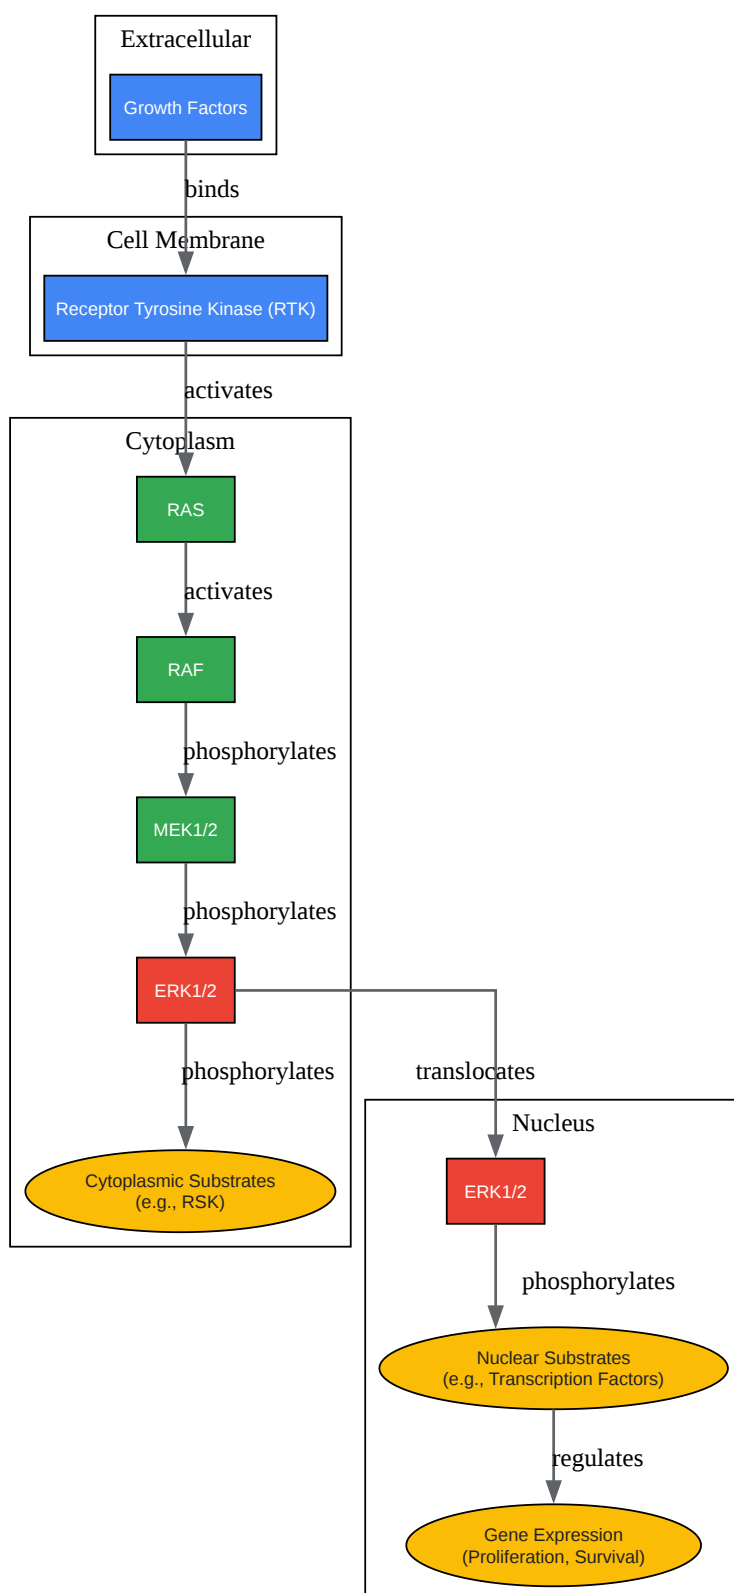 Extracellular
Growth Factors
binds
Cell Membrane
Receptor Tyrosine Kinase (RTK)
activates
Cytoplasm
RAS
activates
RAF
phosphorylates
MEK1/2
phosphorylates
ERK1/2
phosphorylates
translocates
Cytoplasmic Substrates
(e.g., RSK)
Nucleus
ERK1/2
phosphorylates
Nuclear Substrates
(e.g., Transcription Factors)
regulates
Gene Expression
(Proliferation, Survival)